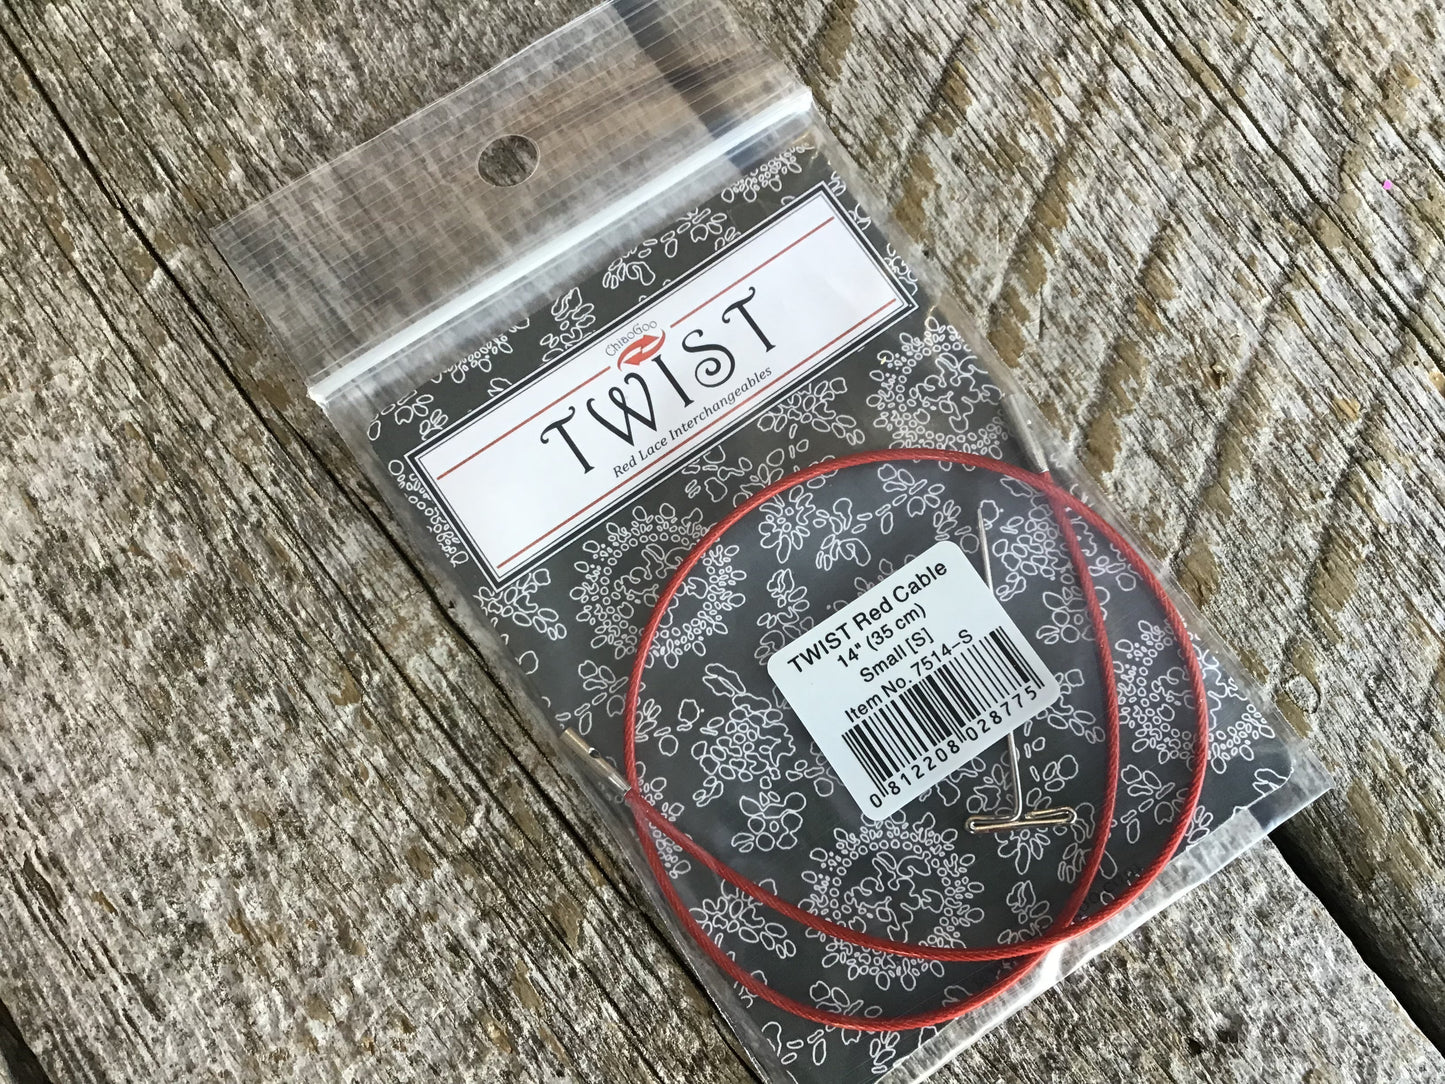 ChiaoGoo
TWIST
Red Lace Interchangeables
TWIST Red Cable
14" (35 cm)
Small [S]
Item No. 7514-S
0 812208 028775